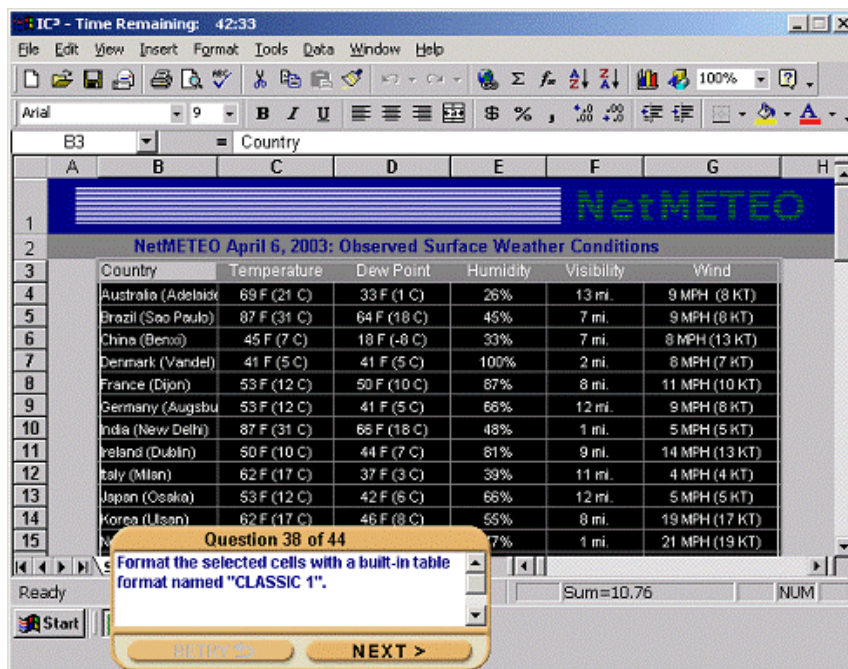 IC³ - Time Remaining: 42:33
File Edit View Insert Format Tools Data Window Help
100%
Arial 9 B I U $ % ,
B3 = Country
A B C D E F G H
1 NetMETEO
2 NetMETEO April 6, 2003: Observed Surface Weather Conditions
3 Country Temperature Dew Point Humidity Visibility Wind
4 Australia (Adelaide 69 F (21 C) 33 F (1 C) 26% 13 mi. 9 MPH (8 KT)
5 Brazil (Sao Paulo) 87 F (31 C) 64 F (18 C) 45% 7 mi. 9 MPH (8 KT)
6 China (Benxi) 45 F (7 C) 18 F (-8 C) 33% 7 mi. 8 MPH (13 KT)
7 Denmark (Vandel) 41 F (5 C) 41 F (5 C) 100% 2 mi. 8 MPH (7 KT)
8 France (Dijon) 53 F (12 C) 50 F (10 C) 87% 8 mi. 11 MPH (10 KT)
9 Germany (Augsbu 53 F (12 C) 41 F (5 C) 66% 12 mi. 9 MPH (8 KT)
10 India (New Delhi) 87 F (31 C) 66 F (18 C) 48% 1 mi. 5 MPH (5 KT)
11 Ireland (Dublin) 50 F (10 C) 44 F (7 C) 81% 9 mi. 14 MPH (13 KT)
12 Italy (Milan) 62 F (17 C) 37 F (3 C) 39% 11 mi. 4 MPH (4 KT)
13 Japan (Osaka) 53 F (12 C) 42 F (6 C) 66% 12 mi. 5 MPH (5 KT)
14 Korea (Ulsan) 62 F (17 C) 46 F (8 C) 55% 8 mi. 19 MPH (17 KT)
15 7% 1 mi. 21 MPH (19 KT)
Question 38 of 44
Format the selected cells with a built-in table
format named "CLASSIC 1".
Ready Sum=10.76 NUM
Start
RETRY NEXT >